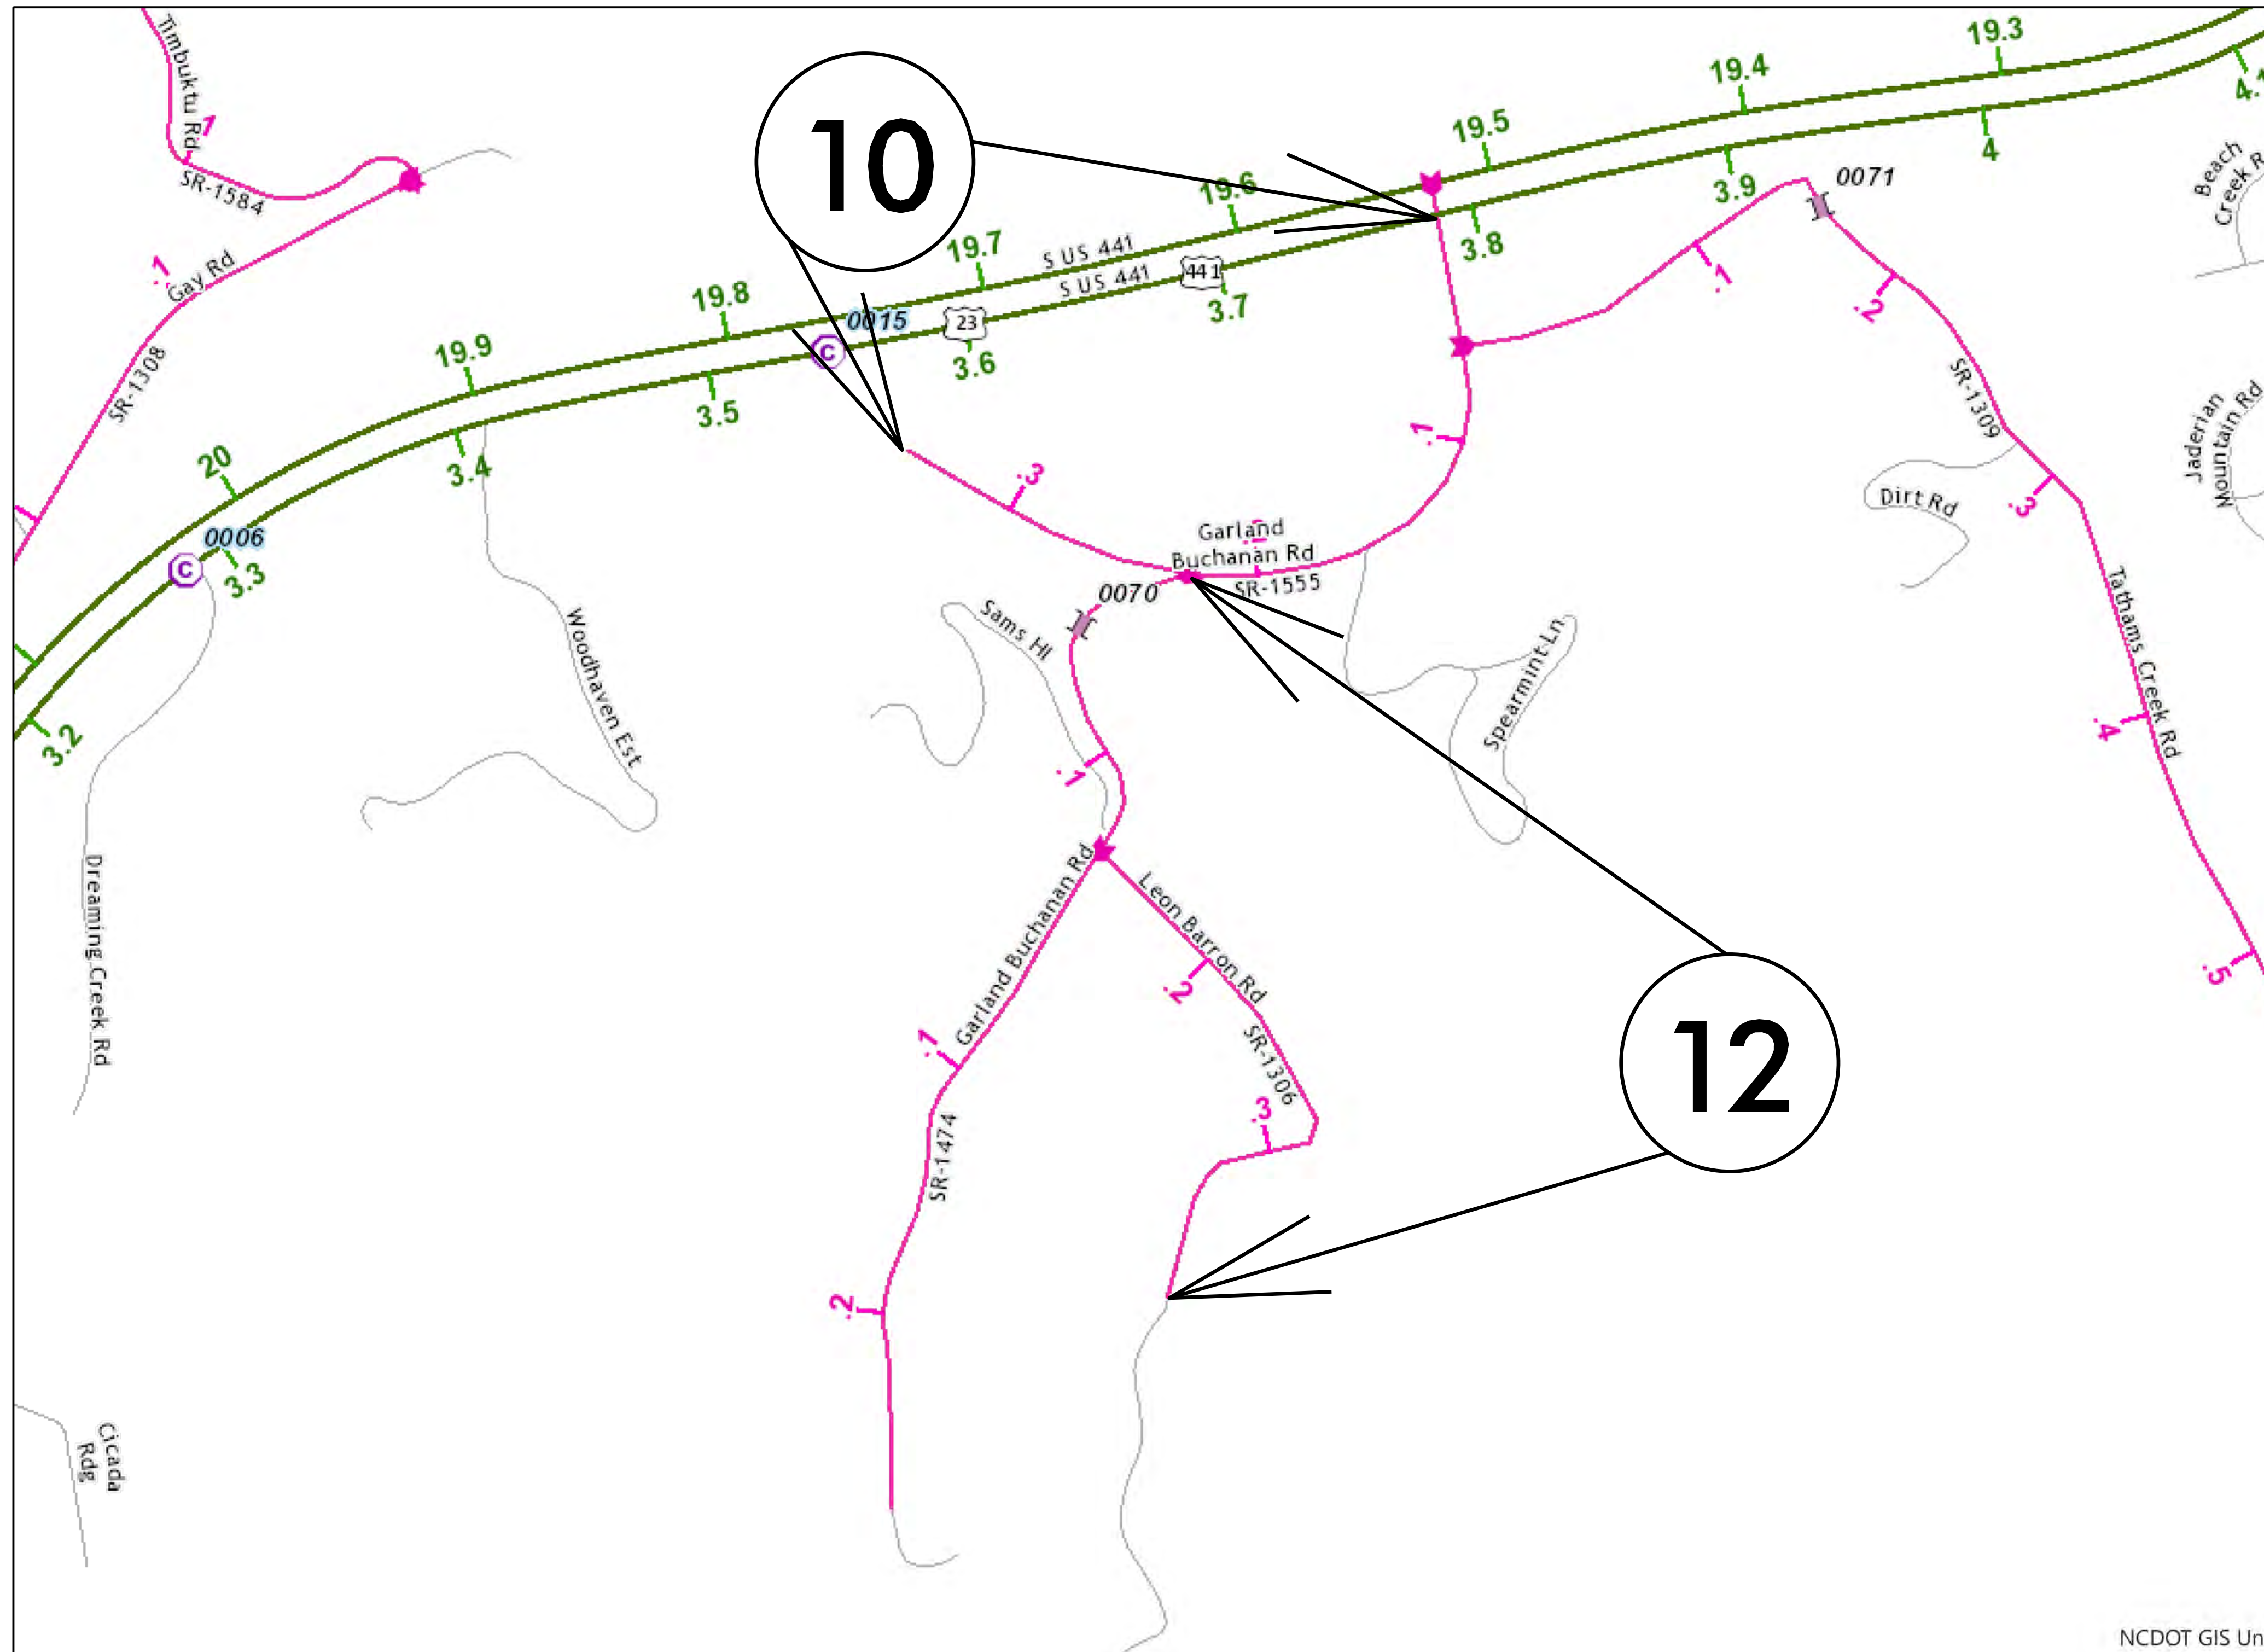 Timbuktu Rd
.1
SR-1584
.1
Gay Rd
SR-1308
10
19.3
19.4
19.5
19.6
19.7
19.8
19.9
20
4
3.9
3.8
3.7
3.6
3.5
3.4
3.3
3.2
S US 441
S US 441
441
23
0015
C
0006
C
0071
.1
.2
SR-1309
Beach
Jaderian
Mountain Rd
Dirt Rd
.3
Tathams Creek Rd
.4
.5
.1
.3
Garland
Buchanan Rd
SR-1555
0070
Sams Hl
Woodhaven Est
Spearmint Ln
.1
Dreaming Creek Rd
Garland Buchanan Rd
Leon Barron Rd
.2
SR-1306
.3
12
.1
SR-1474
.2
Cicada
Rdg
NCDOT GIS